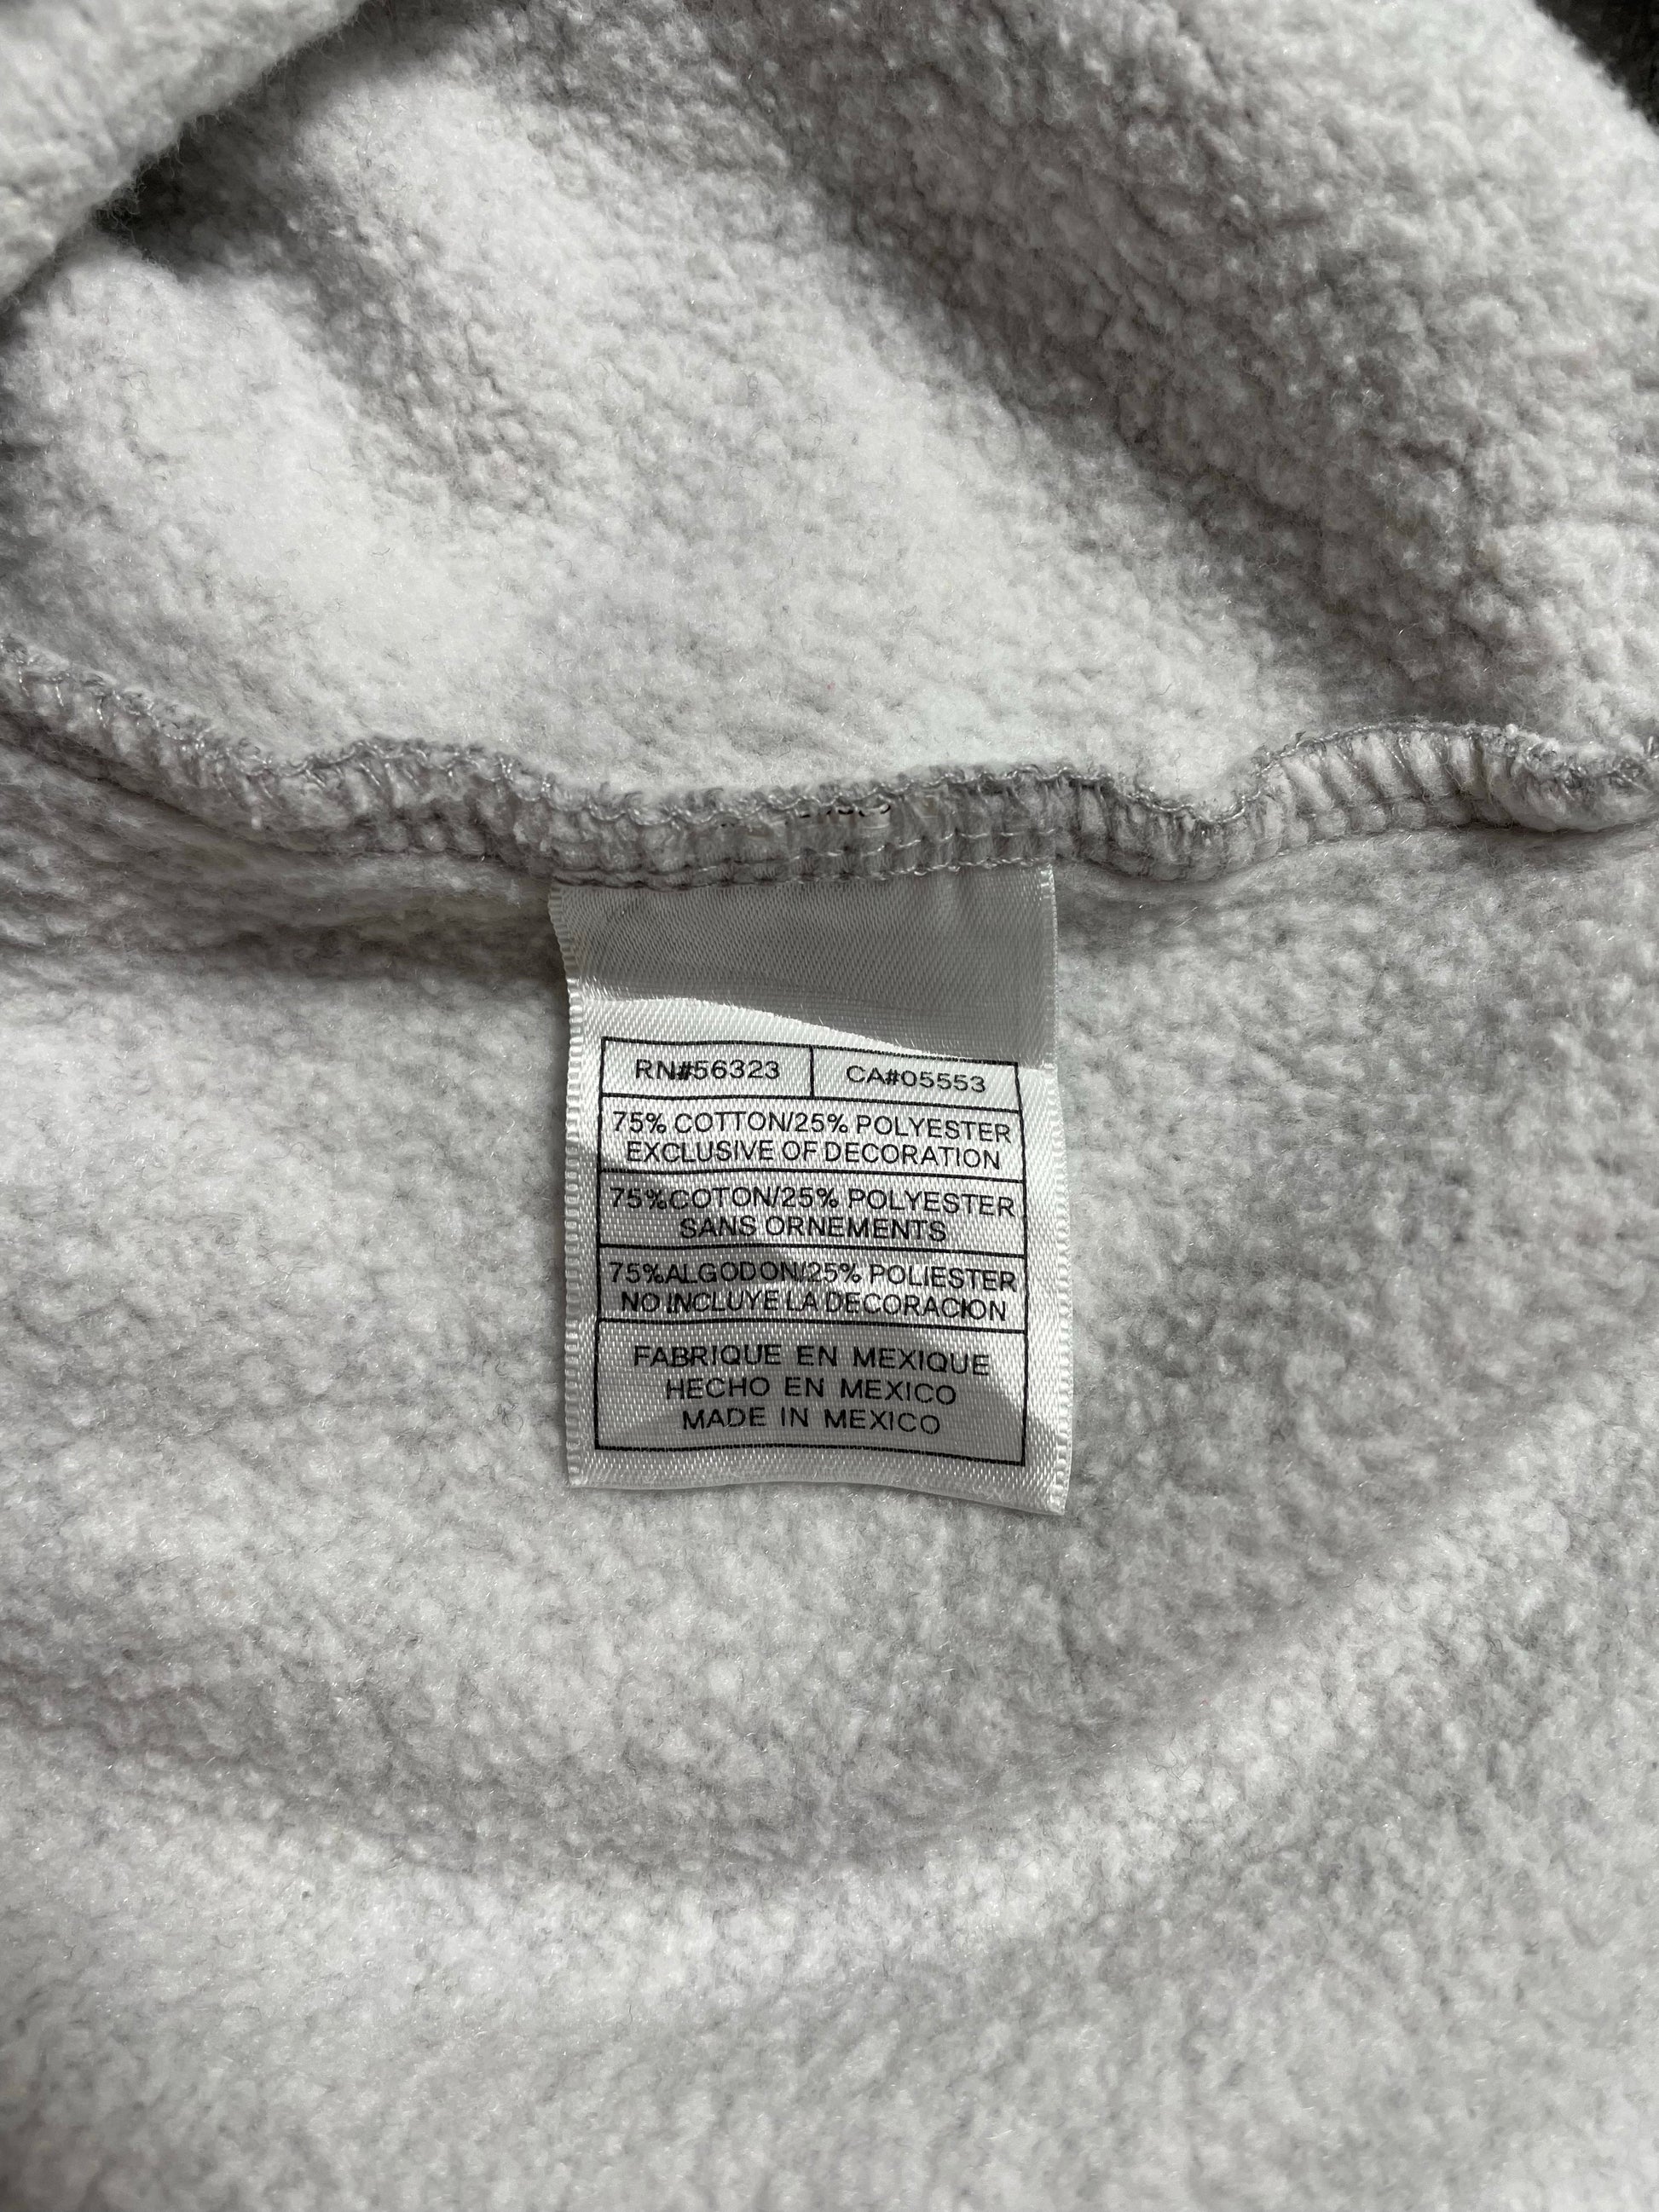 RN#56323 CA#05553
75% COTTON/25% POLYESTER
EXCLUSIVE OF DECORATION
75%COTON/25% POLYESTER
SANS ORNEMENTS
75%ALGODON/25% POLIESTER
NO INCLUYE LA DECORACION
FABRIQUE EN MEXIQUE
HECHO EN MEXICO
MADE IN MEXICO